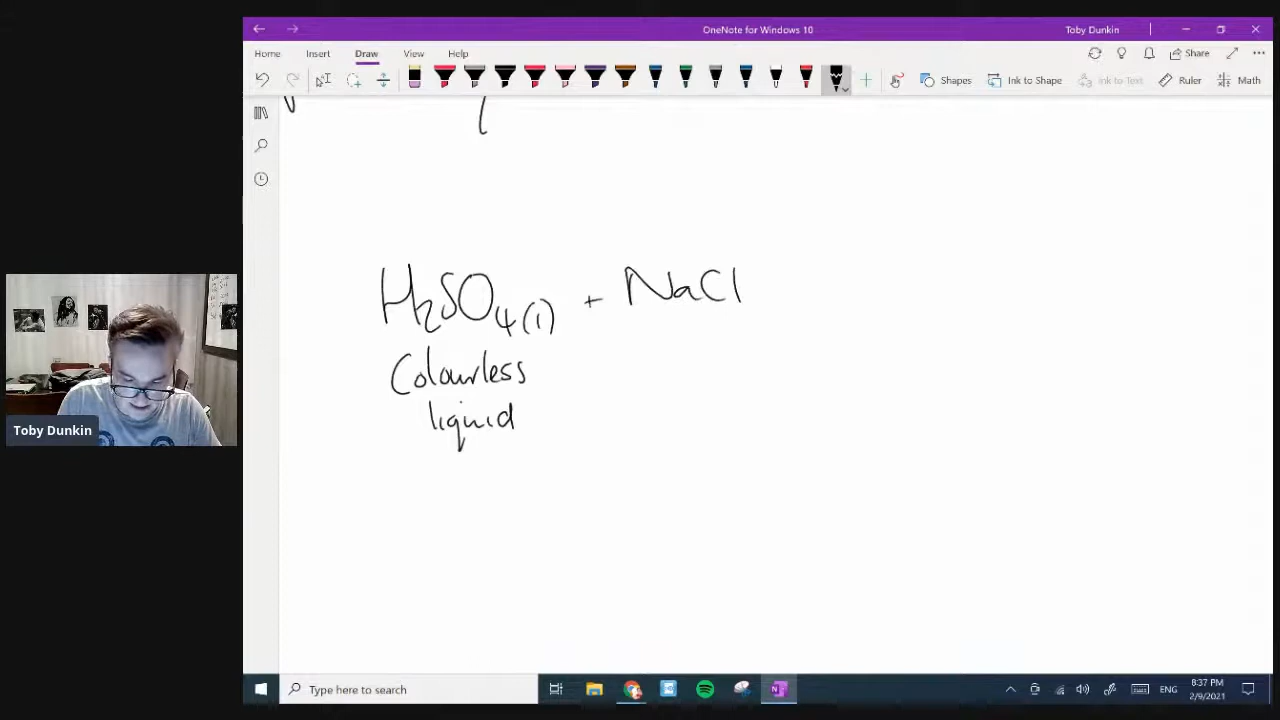 OneNote for Windows 10
Toby Dunkin
Home Insert Draw View Help
Share
Shapes
Ink to Shape
Ink to Text
Ruler
Math
H2SO4(l) + NaCl
Colourless
liquid
Toby Dunkin
Type here to search
ENG
8:37 PM
2/9/2021